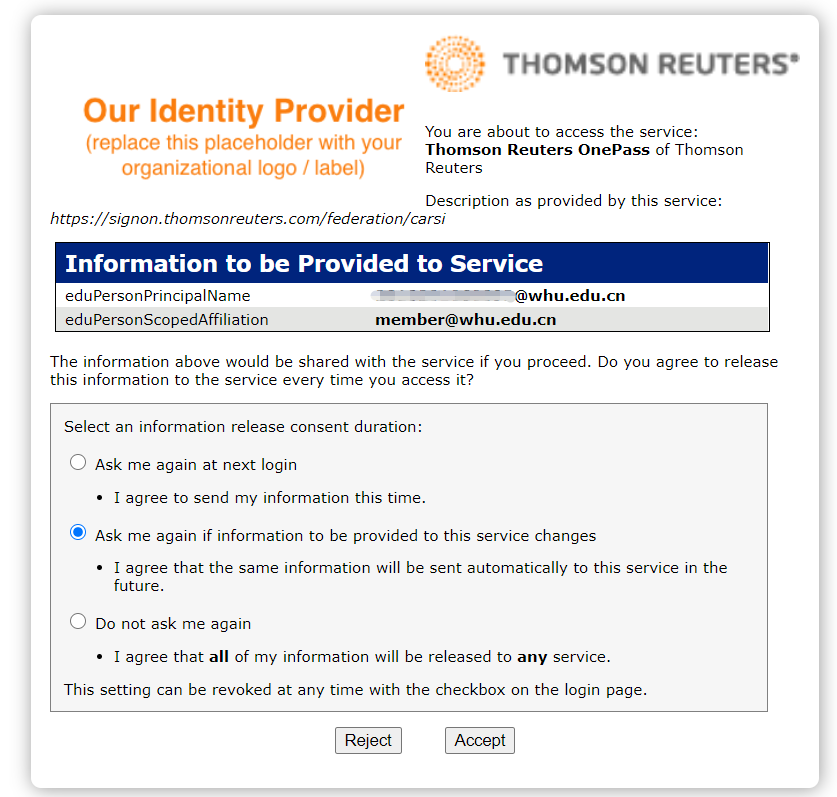 THOMSON REUTERS®
Our Identity Provider
(replace this placeholder with your
organizational logo / label)
You are about to access the service:
Thomson Reuters OnePass of Thomson
Reuters
Description as provided by this service:
https://signon.thomsonreuters.com/federation/carsi
Information to be Provided to Service
eduPersonPrincipalName @whu.edu.cn
eduPersonScopedAffiliation member@whu.edu.cn
The information above would be shared with the service if you proceed. Do you agree to release
this information to the service every time you access it?
Select an information release consent duration:
Ask me again at next login
• I agree to send my information this time.
Ask me again if information to be provided to this service changes
• I agree that the same information will be sent automatically to this service in the
future.
Do not ask me again
• I agree that all of my information will be released to any service.
This setting can be revoked at any time with the checkbox on the login page.
Reject Accept